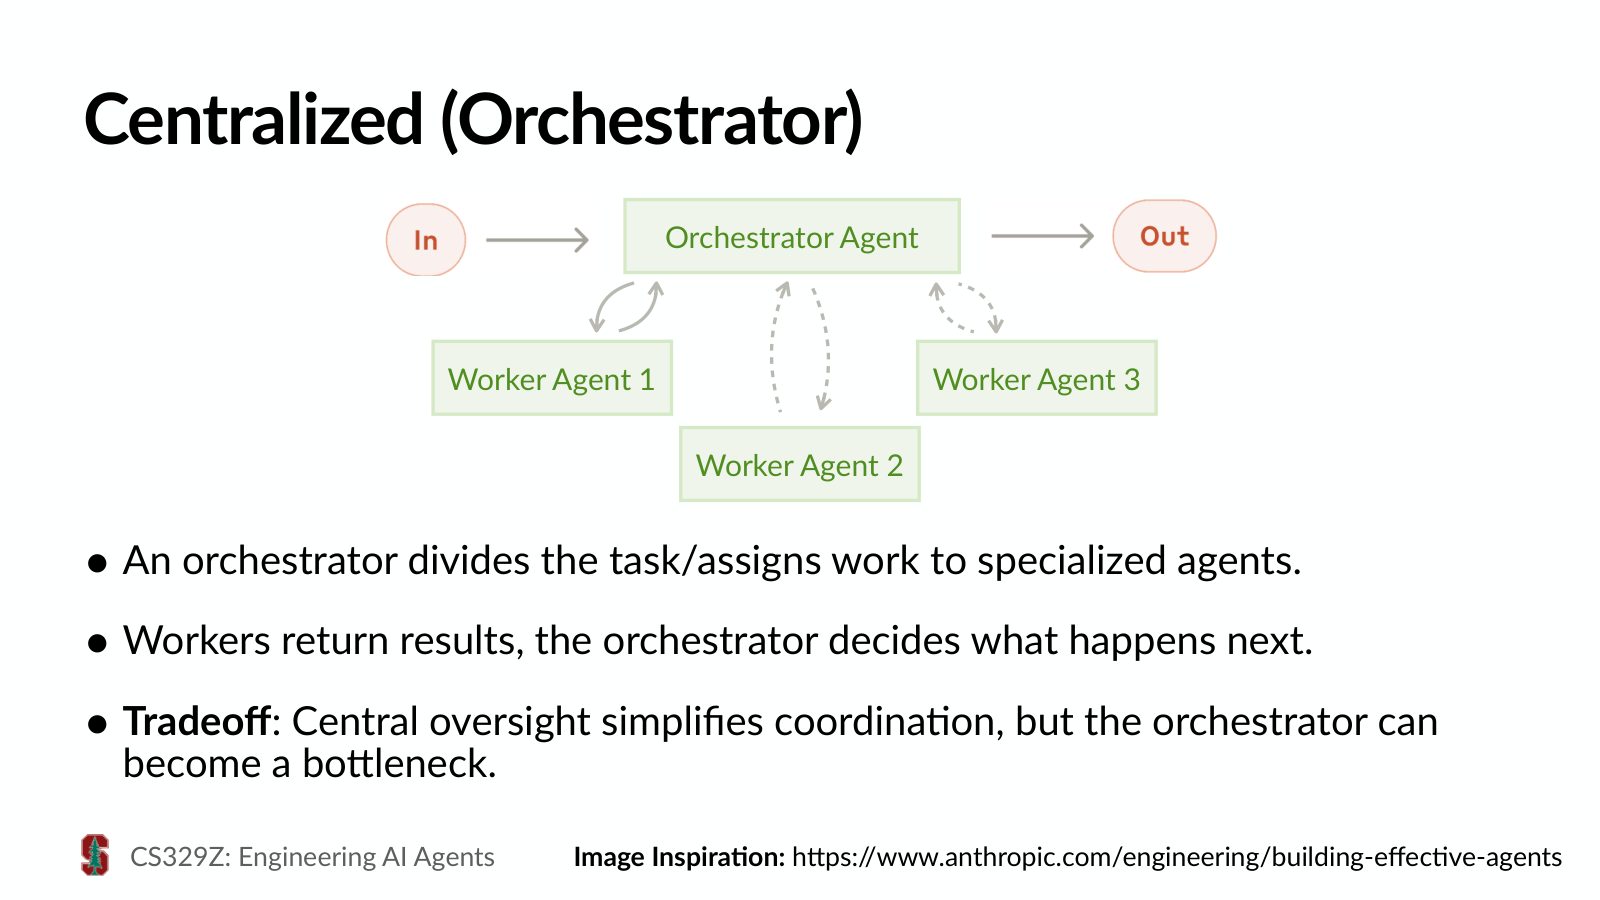 Centralized (Orchestrator)
In
Orchestrator Agent
Out
Worker Agent 1
Worker Agent 3
Worker Agent 2
● An orchestrator divides the task/assigns work to specialized agents.
● Workers return results, the orchestrator decides what happens next.
● Tradeoff: Central oversight simplifies coordination, but the orchestrator can
become a bottleneck.
CS329Z: Engineering AI Agents
Image Inspiration: https://www.anthropic.com/engineering/building-effective-agents